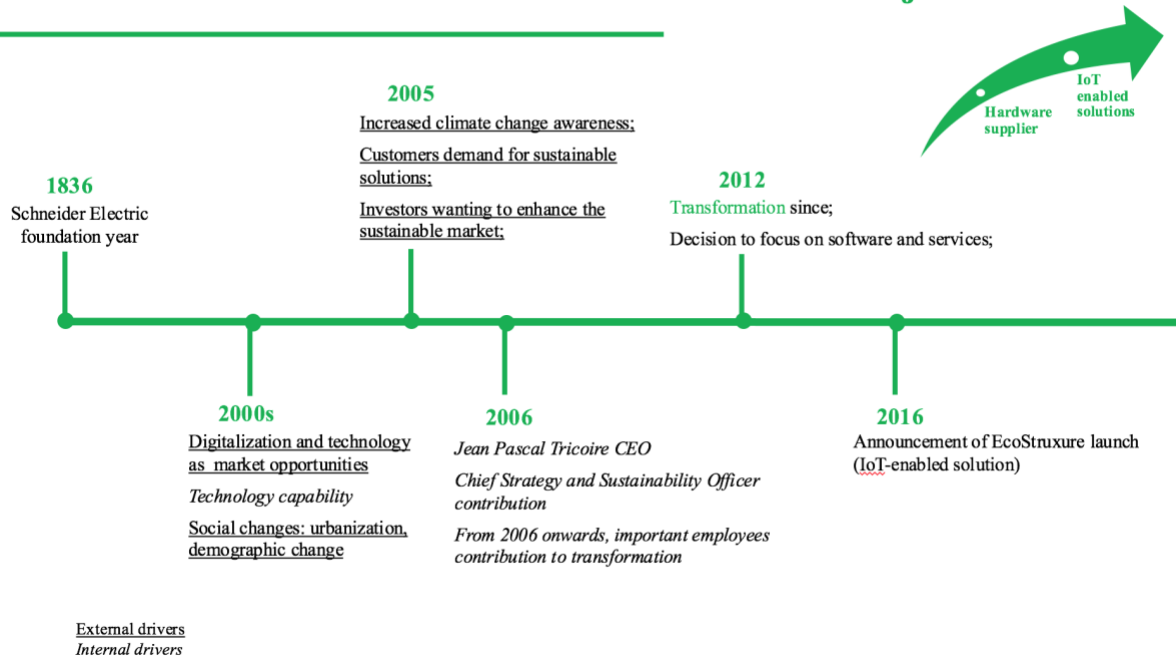 2005
Increased climate change awareness;
Customers demand for sustainable
solutions;
Investors wanting to enhance the
sustainable market;
IoT
enabled
solutions
Hardware
supplier
1836
Schneider Electric
foundation year
2012
Transformation since;
Decision to focus on software and services;
2000s
Digitalization and technology
as market opportunities
Technology capability
Social changes: urbanization,
demographic change
2006
Jean Pascal Tricoire CEO
Chief Strategy and Sustainability Officer
contribution
From 2006 onwards, important employees
contribution to transformation
2016
Announcement of EcoStruxure launch
(IoT-enabled solution)
External drivers
Internal drivers